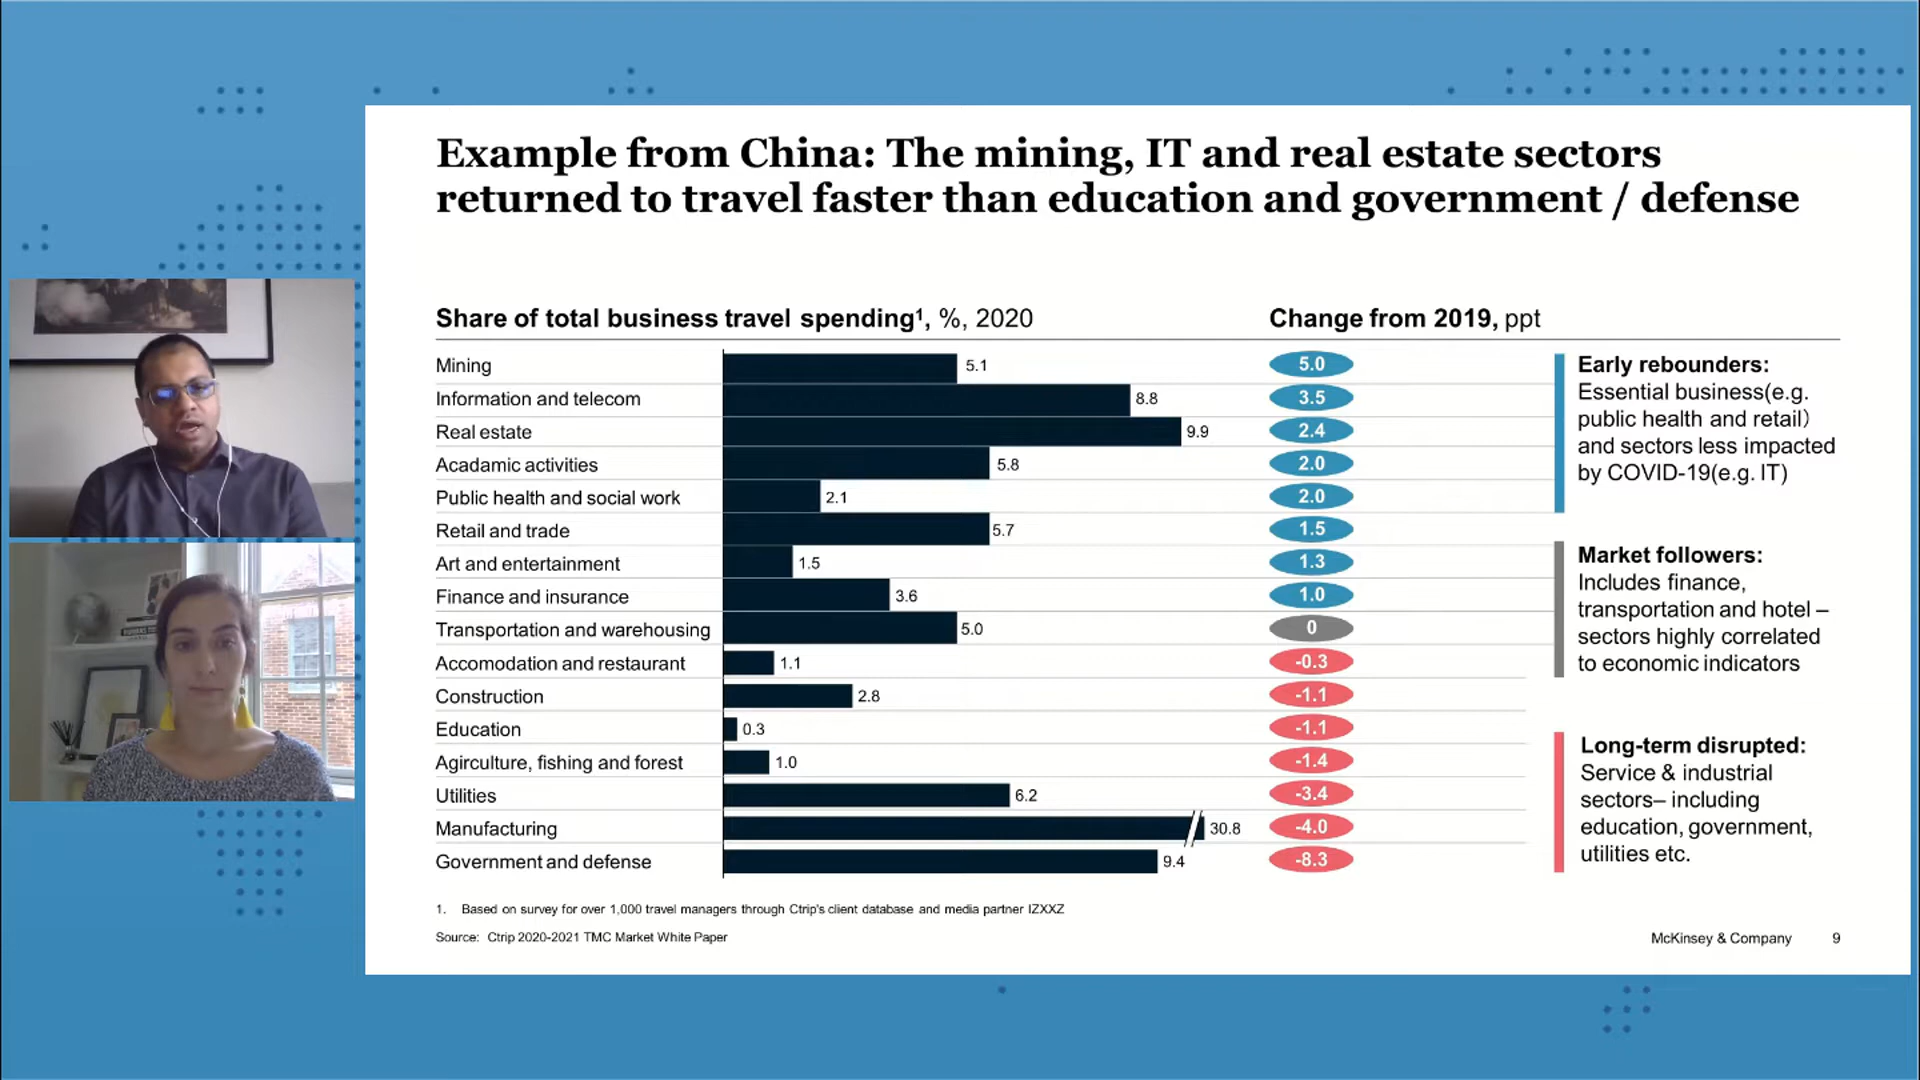 Example from China: The mining, IT and real estate sectors
returned to travel faster than education and government / defense
Share of total business travel spending¹, %, 2020
Change from 2019, ppt
Mining 5.1 5.0
Information and telecom 8.8 3.5
Real estate 9.9 2.4
Acadamic activities 5.8 2.0
Public health and social work 2.1 2.0
Retail and trade 5.7 1.5
Art and entertainment 1.5 1.3
Finance and insurance 3.6 1.0
Transportation and warehousing 5.0 0
Accomodation and restaurant 1.1 -0.3
Construction 2.8 -1.1
Education 0.3 -1.1
Agirculture, fishing and forest 1.0 -1.4
Utilities 6.2 -3.4
Manufacturing 30.8 -4.0
Government and defense 9.4 -8.3
Early rebounders:
Essential business(e.g.
public health and retail)
and sectors less impacted
by COVID-19(e.g. IT)
Market followers:
Includes finance,
transportation and hotel –
sectors highly correlated
to economic indicators
Long-term disrupted:
Service & industrial
sectors– including
education, government,
utilities etc.
1. Based on survey for over 1,000 travel managers through Ctrip's client database and media partner IZXXZ
Source: Ctrip 2020-2021 TMC Market White Paper
McKinsey & Company 9